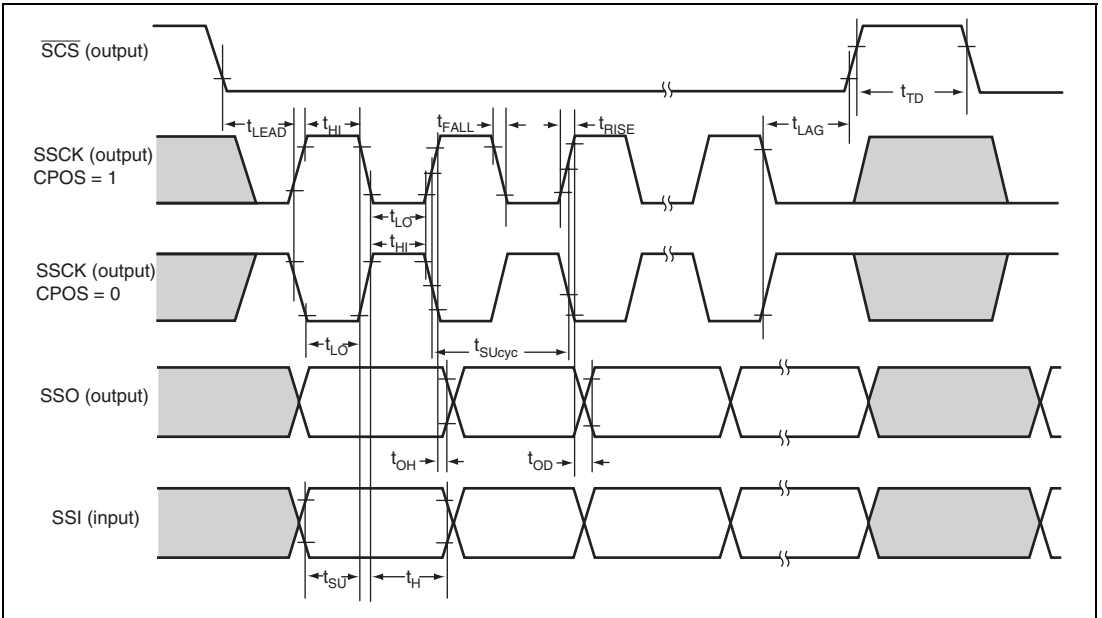 SCS (output)
tTD
tLEAD
tHI
tFALL
tRISE
tLAG
SSCK (output)
CPOS = 1
tLO
tHI
SSCK (output)
CPOS = 0
tLO
tSUcyc
SSO (output)
tOH
tOD
SSI (input)
tSU
tH